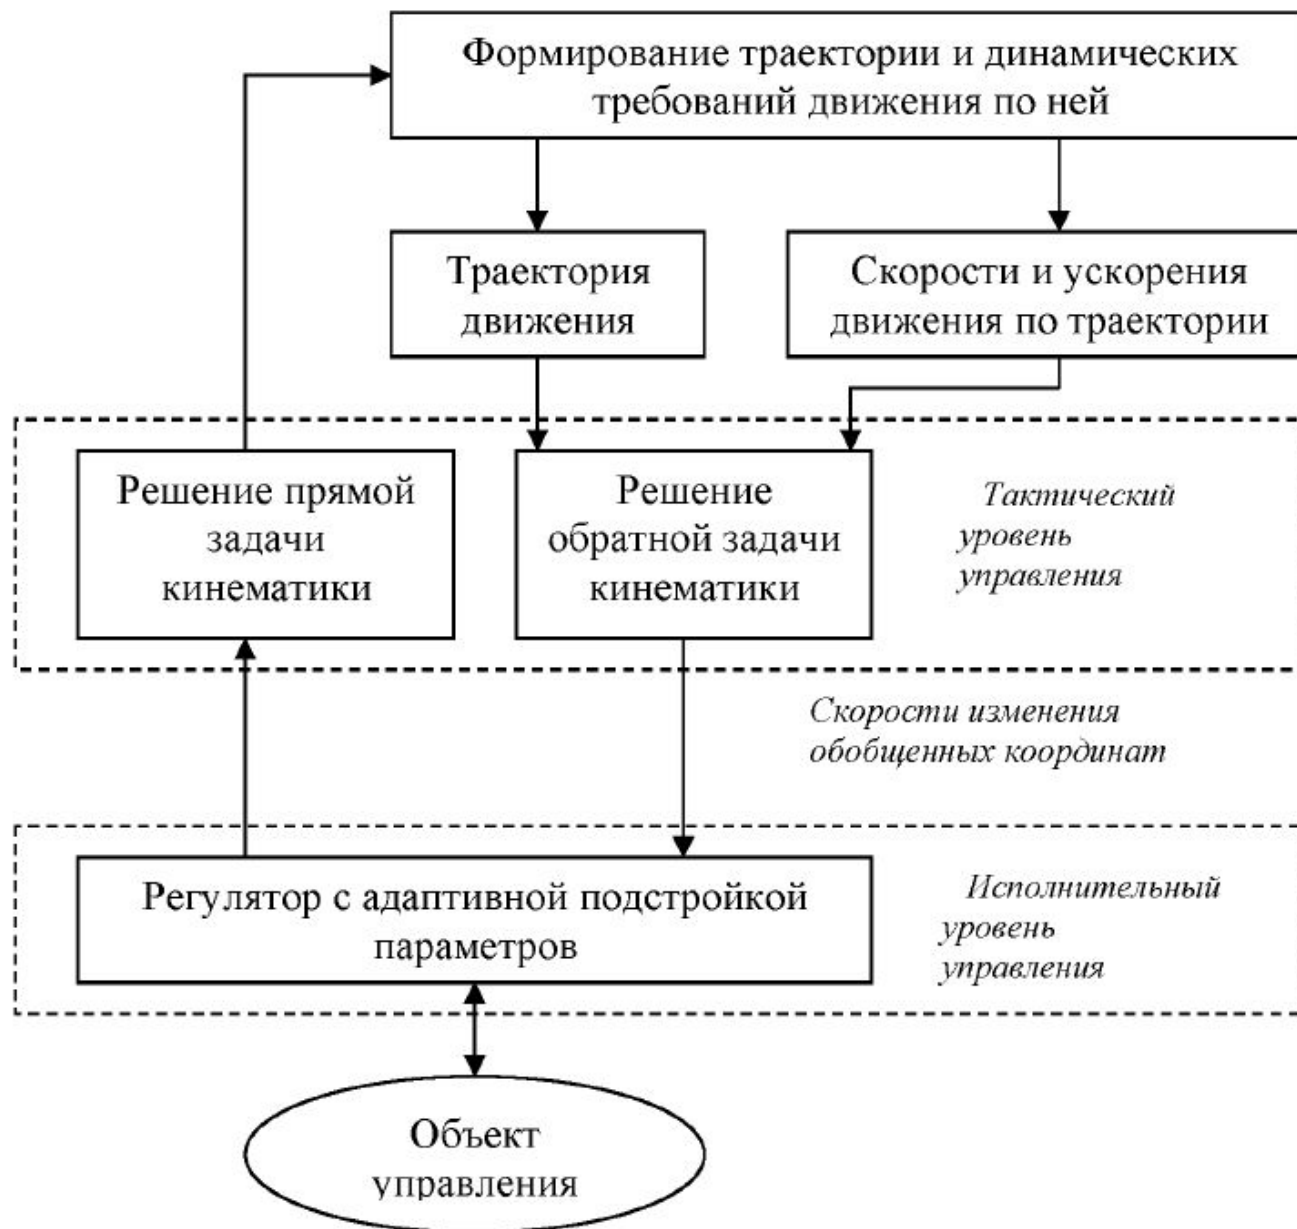 Формирование траектории и динамических
требований движения по ней
Траектория
движения
Скорости и ускорения
движения по траектории
Решение прямой
задачи
кинематики
Решение
обратной задачи
кинематики
Тактический
уровень
управления
Скорости изменения
обобщенных координат
Регулятор с адаптивной подстройкой
параметров
Исполнительный
уровень
управления
Объект
управления